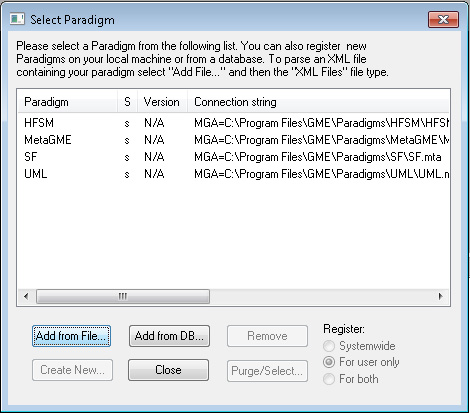 Select Paradigm
Please select a Paradigm from the following list. You can also register  new
Paradigms on your local machine or from a database. To parse an XML file
containing your paradigm select "Add File..." and then the "XML Files" file type.
Paradigm S Version Connection string
HFSM s N/A MGA=C:\Program Files\GME\Paradigms\HFSM\HFSM
MetaGME s N/A MGA=C:\Program Files\GME\Paradigms\MetaGME\M
SF s N/A MGA=C:\Program Files\GME\Paradigms\SF\SF.mta
UML s N/A MGA=C:\Program Files\GME\Paradigms\UML\UML.m
Add from File... Add from DB... Remove
Create New... Close Purge/Select...
Register:
Systemwide
For user only
For both